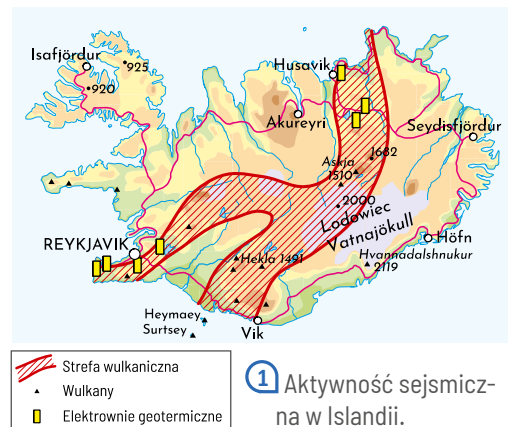 Isafjördur
925
920
Husavik
Akureyri
Seydisfjördur
1682
Askja
1510
2000
Lodowiec
Vatnajökull
REYKJAVIK
Höfn
Hekla 1491
Hvannadalshnukur
2119
Heymaey
Surtsey
Vik
Strefa wulkaniczna
Wulkany
Elektrownie geotermiczne
1 Aktywność sejsmicz-
na w Islandii.